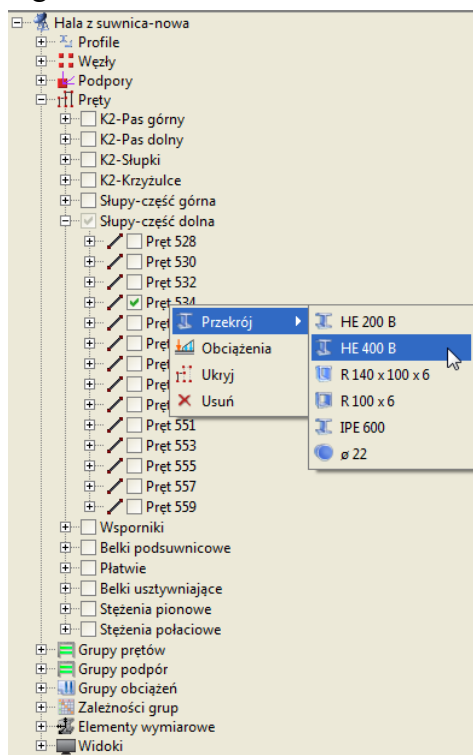 Hala z suwnica-nowa
Profile
Węzły
Podpory
Pręty
K2-Pas górny
K2-Pas dolny
K2-Słupki
K2-Krzyżulce
Słupy-część górna
Słupy-część dolna
Pręt 528
Pręt 530
Pręt 532
Pręt 534
Przekrój
HE 200 B
Obciążenia
HE 400 B
Ukryj
R 140 x 100 x 6
Usuń
R 100 x 6
Pręt 551
IPE 600
Pręt 553
ø 22
Pręt 555
Pręt 557
Pręt 559
Wsporniki
Belki podsuwnicowe
Płatwie
Belki usztywniające
Stężenia pionowe
Stężenia połaciowe
Grupy prętów
Grupy podpór
Grupy obciążeń
Zależności grup
Elementy wymiarowe
Widoki